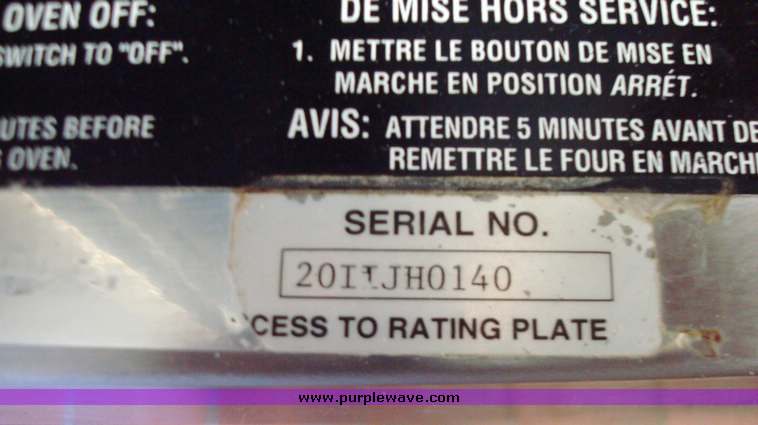 OVEN OFF:
SWITCH TO "OFF".
MINUTES BEFORE
OVEN.
DE MISE HORS SERVICE:
1. METTRE LE BOUTON DE MISE EN
MARCHE EN POSITION ARRÉT.
AVIS: ATTENDRE 5 MINUTES AVANT DE
REMETTRE LE FOUR EN MARCHE
SERIAL NO.
CESS TO RATING PLATE
www.purplewave.com